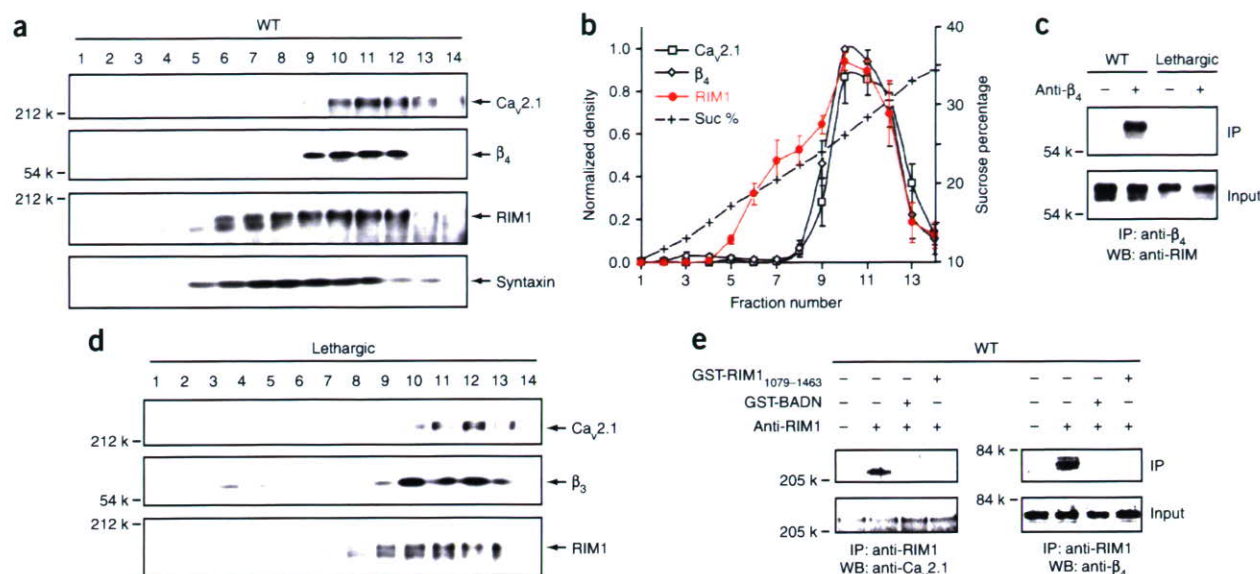 a
WT
1 2 3 4 5 6 7 8 9 10 11 12 13 14
212 k
Caᵥ2.1
54 k
β₄
212 k
RIM1
Syntaxin
b
Caᵥ2.1
β₄
RIM1
Suc %
1.0
0.8
0.6
0.4
0.2
0.0
Normalized density
40
30
20
10
Sucrose percentage
1 3 5 7 9 11 13
Fraction number
c
WT Lethargic
Anti-β₄ – + – +
54 k
IP
54 k
Input
IP: anti-β₄
WB: anti-RIM
d
Lethargic
1 2 3 4 5 6 7 8 9 10 11 12 13 14
212 k
Caᵥ2.1
54 k
β₃
212 k
RIM1
e
WT
GST-RIM1₁₀₇₉₋₁₄₆₃ – – – + – – – +
GST-BADN – – + – – – + –
Anti-RIM1 – + + + – + + +
205 k
84 k
IP
205 k
84 k
Input
IP: anti-RIM1
WB: anti-Caᵥ2.1
IP: anti-RIM1
WB: anti-β₄